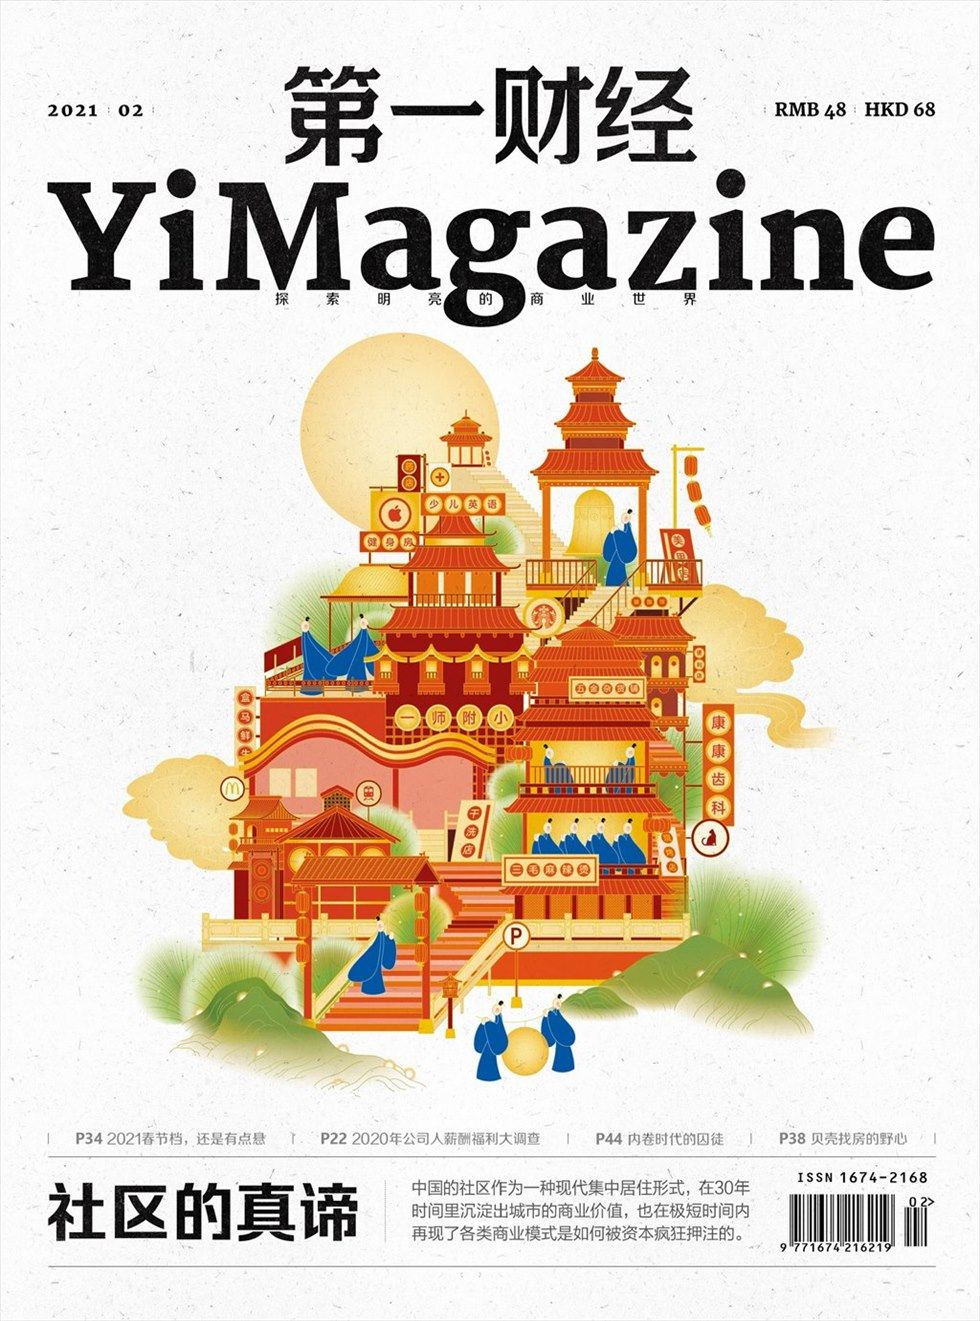 2021 02
第一财经
RMB 48 HKD 68
YiMagazine
探索明亮的商业世界
药店
少儿英语
健身房
美
五金杂货铺
一师附小
盒马鲜生
康康齿科
干洗店
三毛麻辣烫
P
P34 2021春节档，还是有点悬
P22 2020年公司人薪酬福利大调查
P44 内卷时代的囚徒
P38 贝壳找房的野心
社区的真谛
中国的社区作为一种现代集中居住形式，在30年
时间里沉淀出城市的商业价值，也在极短时间内
再现了各类商业模式是如何被资本疯狂押注的。
ISSN 1674-2168
02>
9 771674 216219